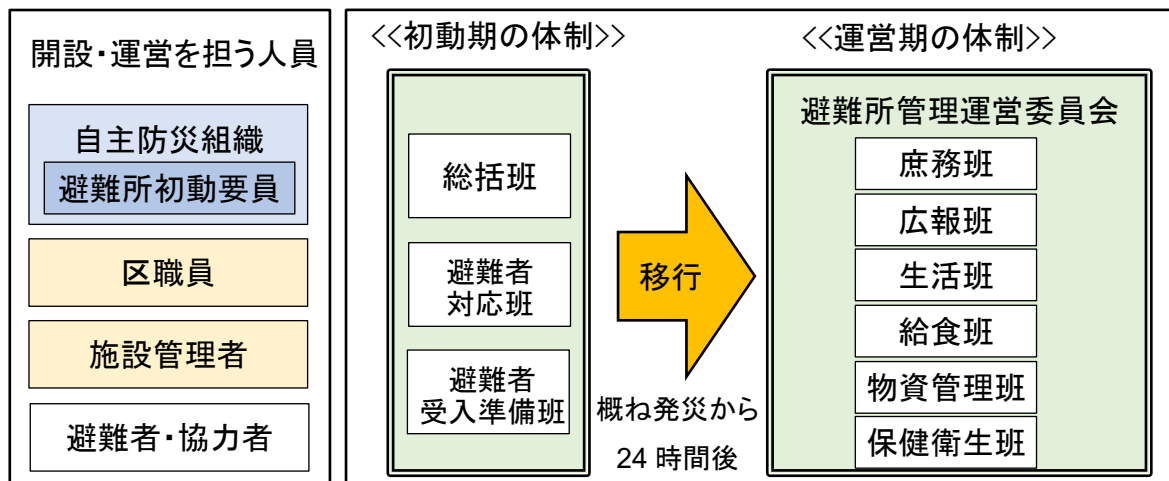 開設・運営を担う人員
自主防災組織
避難所初動要員
区職員
施設管理者
避難者・協力者
<<初動期の体制>>
総括班
避難者
対応班
避難者
受入準備班
移行
概ね発災から
24 時間後
<<運営期の体制>>
避難所管理運営委員会
庶務班
広報班
生活班
給食班
物資管理班
保健衛生班